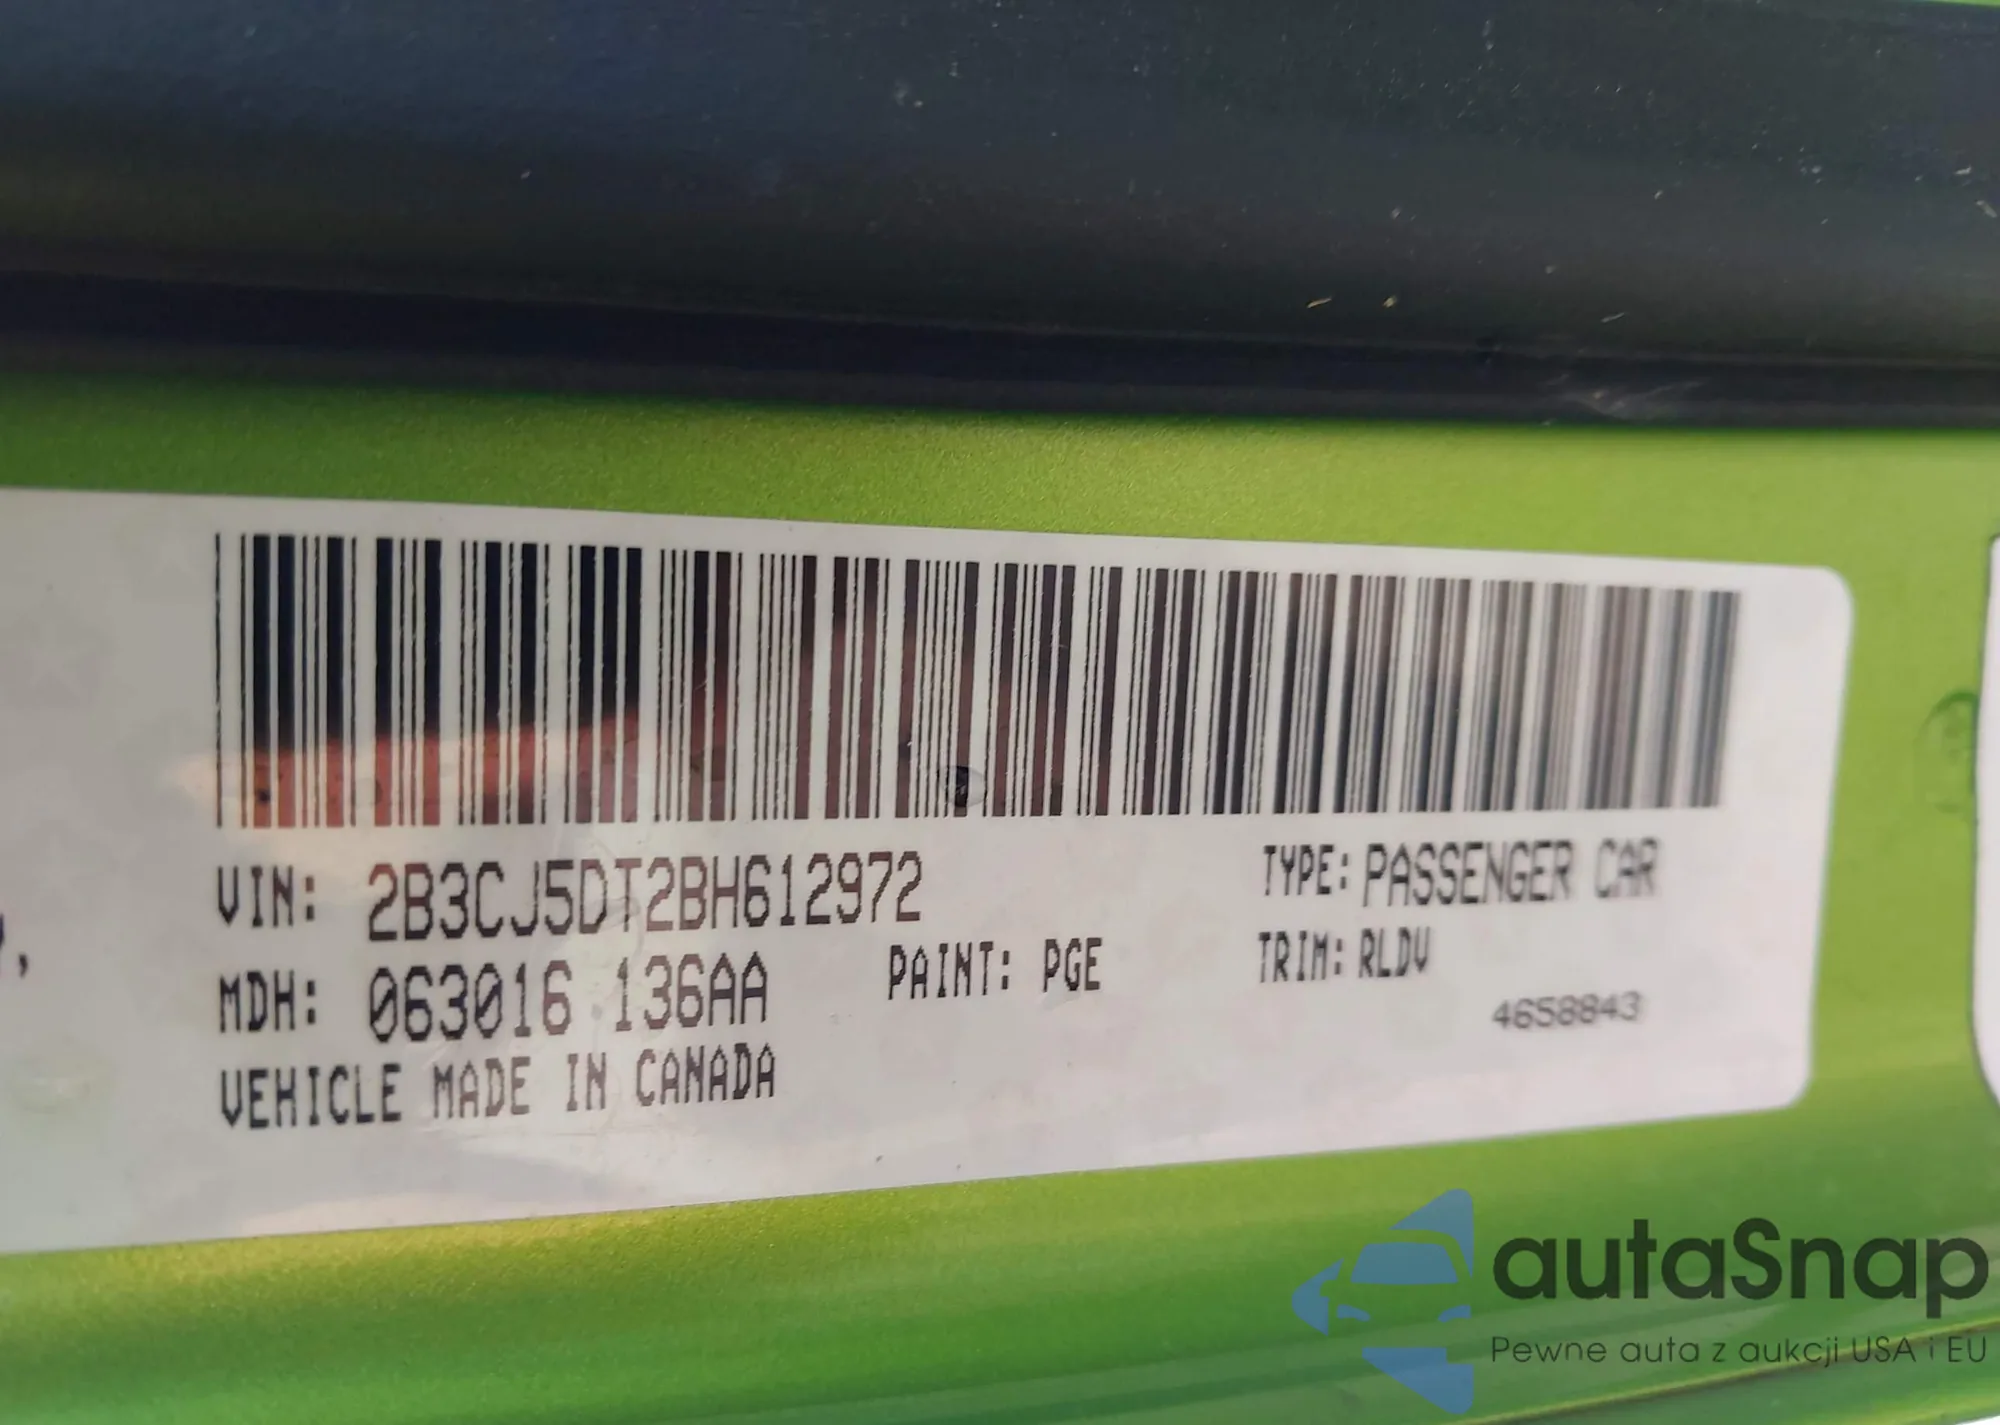 VIN: 2B3CJ5DT2BH612972
TYPE: PASSENGER CAR
MDH: 063016 136AA
PAINT: PGE
TRIM: RLDV
4658843
VEHICLE MADE IN CANADA
autaSnap
Pewne auta z aukcji USA i EU